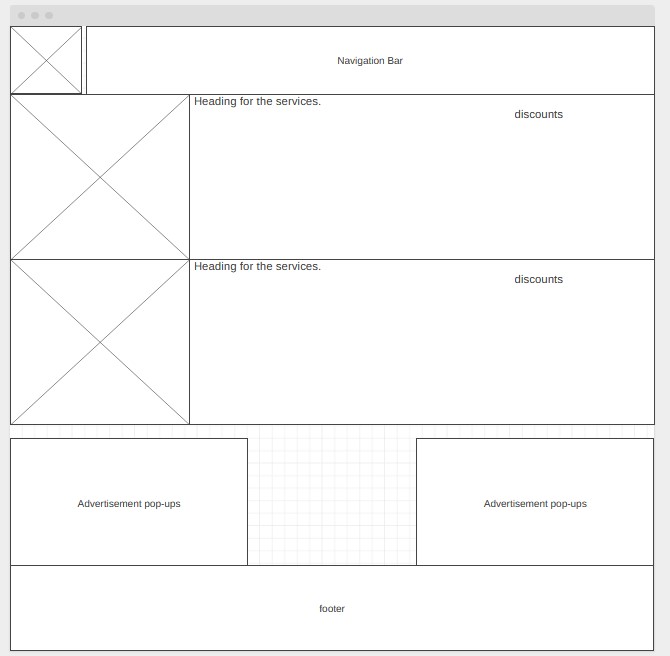 Navigation Bar
Heading for the services.
discounts
Heading for the services.
discounts
Advertisement pop-ups
Advertisement pop-ups
footer